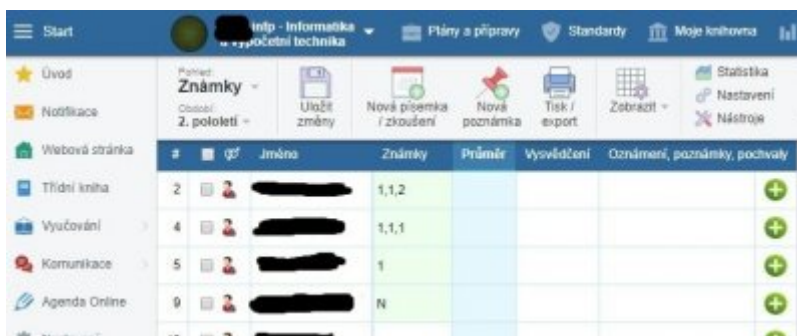 Start
intp - Informatika
a výpočetní technika
Plány a přípravy
Standardy
Moje knihovna
Úvod
Notifikace
Webová stránka
Třídní kniha
Vyučování
Komunikace
Agenda Online
Pohled:
Známky
Období:
2. pololetí
Uložit
změny
Nová písemka
/ zkoušení
Nová
poznámka
Tisk /
export
Zobrazit
Statistika
Nastavení
Nástroje
# Jméno Známky Průměr Vysvědčení Oznámení, poznámky, pochvaly
2 1,1,2
4 1,1,1
5 1
9 N